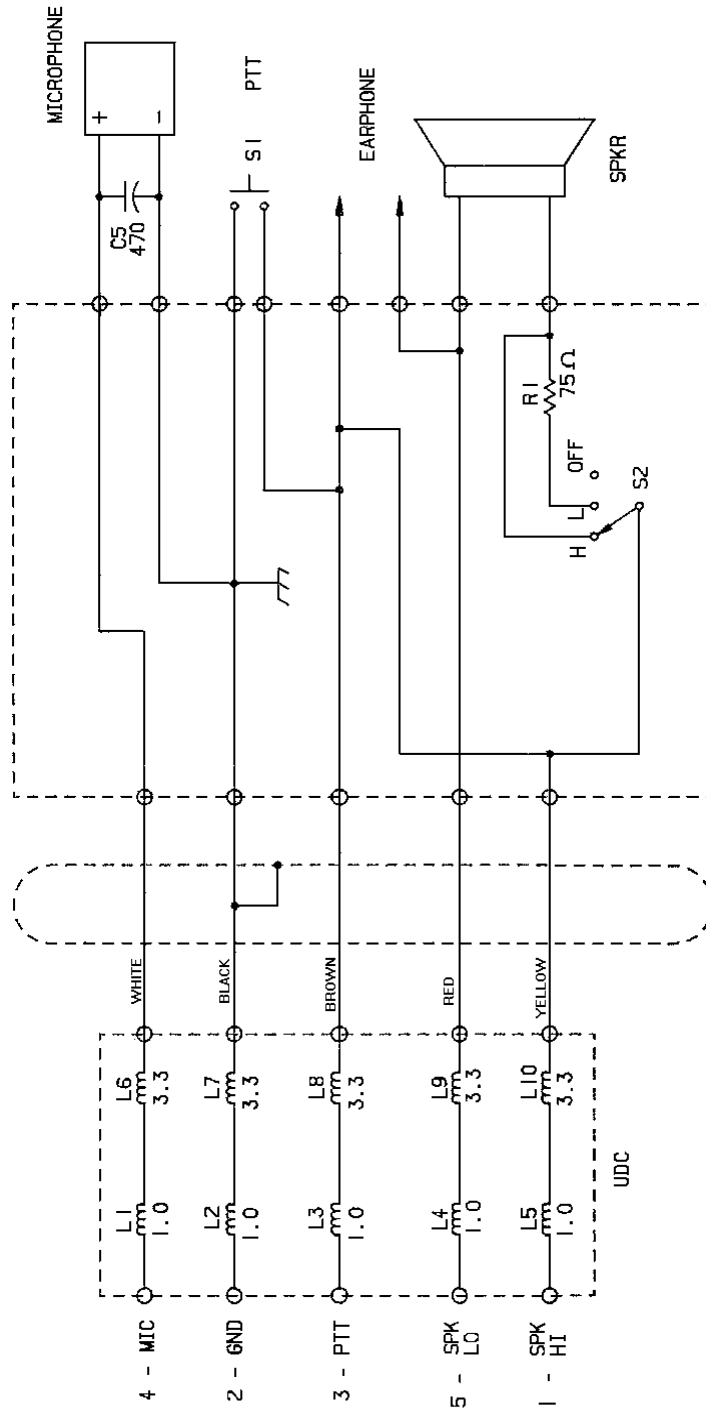 4 - MIC
2 - GND
3 - PTT
5 - SPK
LO
1 - SPK
HI
L1
1.0
L2
1.0
L3
1.0
L4
1.0
L5
1.0
L6
3.3
L7
3.3
L8
3.3
L9
3.3
L10
3.3
UDC
WHITE
BLACK
BROWN
RED
YELLOW
H
L
OFF
S2
R1
75 Ω
C5
470
MICROPHONE
+
-
S1
PTT
EARPHONE
SPKR